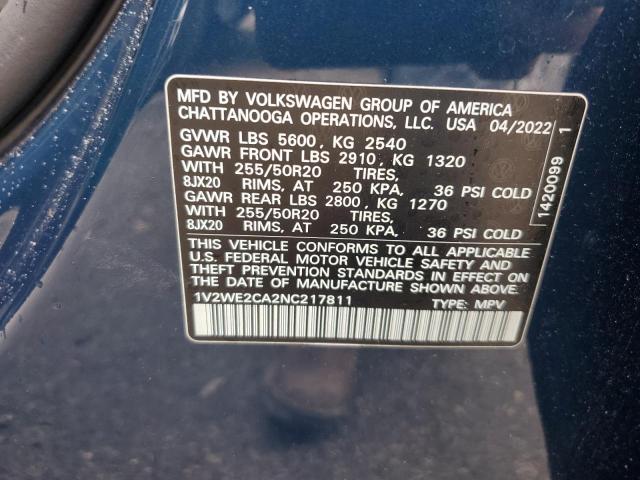 MFD BY VOLKSWAGEN GROUP OF AMERICA
CHATTANOOGA OPERATIONS, LLC. USA 04/2022
GVWR LBS 5600, KG 2540
GAWR FRONT LBS 2910, KG 1320
WITH 255/50R20 TIRES,
8JX20 RIMS, AT 250 KPA, 36 PSI COLD
GAWR REAR LBS 2800, KG 1270
WITH 255/50R20 TIRES,
8JX20 RIMS, AT 250 KPA, 36 PSI COLD
THIS VEHICLE CONFORMS TO ALL APPLICABLE
U.S. FEDERAL MOTOR VEHICLE SAFETY AND
THEFT PREVENTION STANDARDS IN EFFECT ON
THE DATE OF MANUFACTURE SHOWN ABOVE.
1V2WE2CA2NC217811 TYPE: MPV
1420099 1